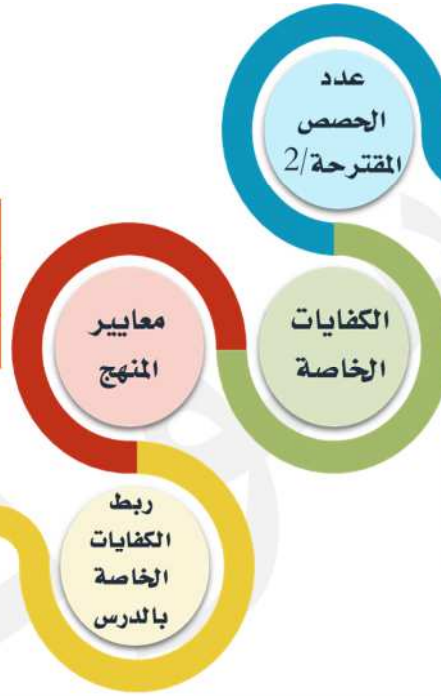 عدد
الحصص
المقترحة/2
الكفايات
الخاصة
معايير
المنهج
ربط
الكفايات
الخاصة
بالدرس